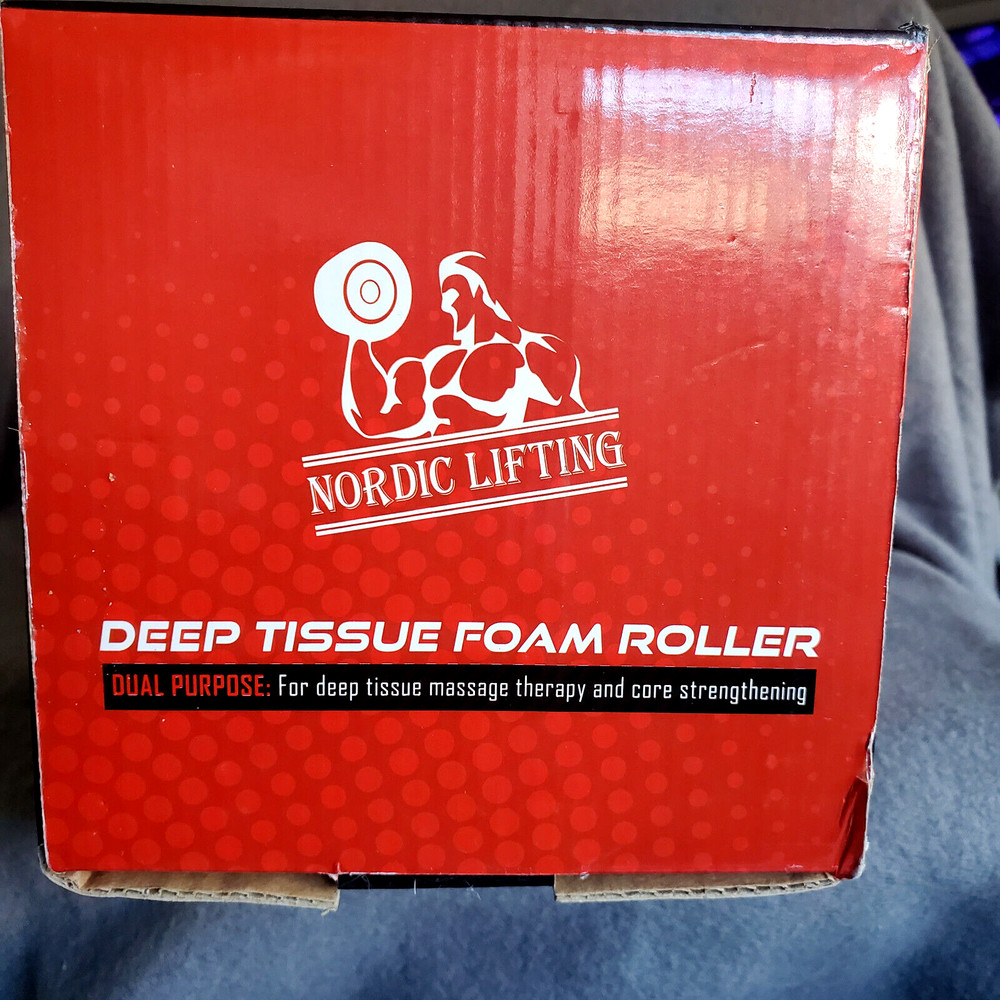 NORDIC LIFTING
DEEP TISSUE FOAM ROLLER
DUAL PURPOSE: For deep tissue massage therapy and core strengthening